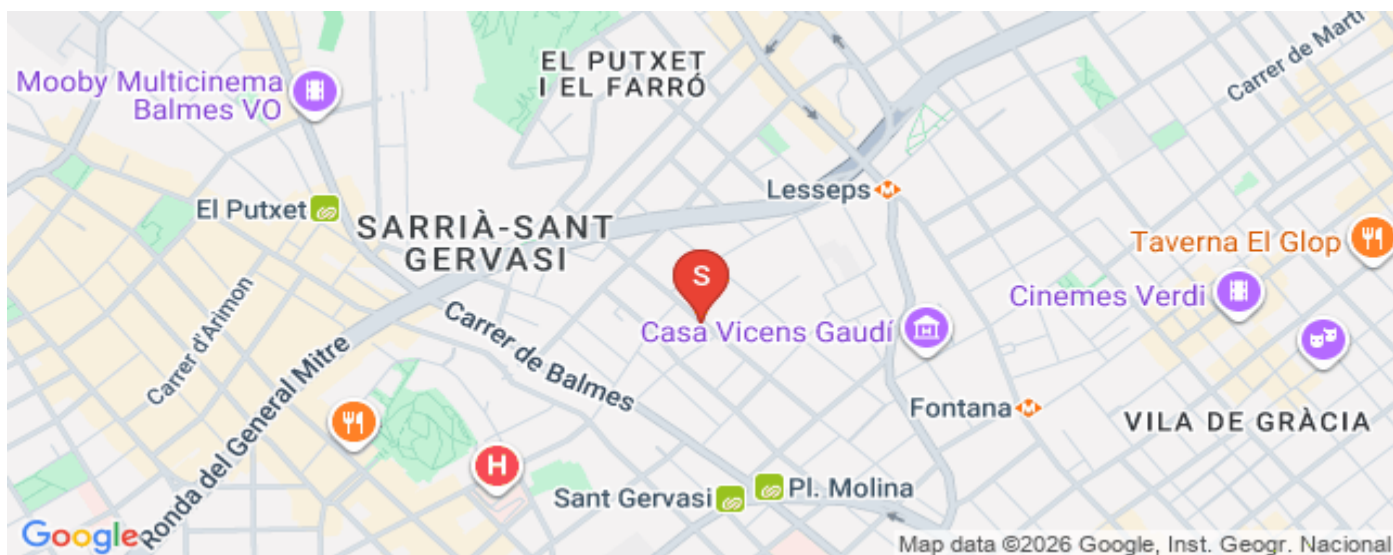 EL PUTXET
I EL FARRÓ
Mooby Multicinema
Balmes VO
Carrer de Martí
Lesseps
M
El Putxet
SARRIÀ-SANT
GERVASI
Taverna El Glop
S
Cinemes Verdi
Carrer d'Arimon
Carrer de Balmes
Casa Vicens Gaudí
Ronda del General Mitre
Fontana
M
VILA DE GRÀCIA
H
Sant Gervasi
Pl. Molina
Google
Map data ©2026 Google, Inst. Geogr. Nacional